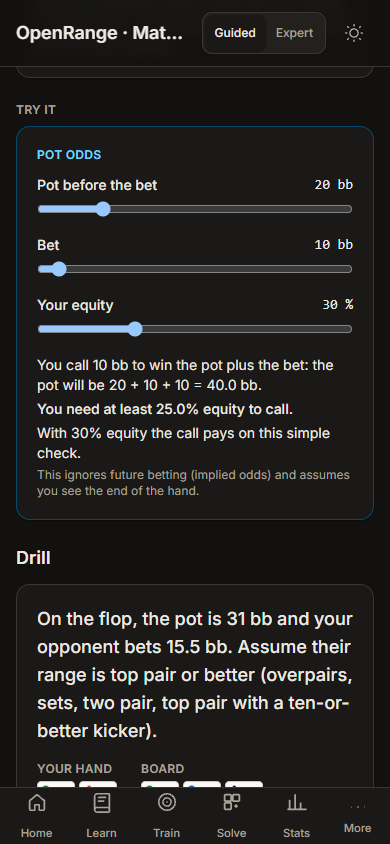 OpenRange · Mat...
Guided
Expert
TRY IT
POT ODDS
Pot before the bet
20 bb
Bet
10 bb
Your equity
30 %
You call 10 bb to win the pot plus the bet: the
pot will be 20 + 10 + 10 = 40.0 bb.
You need at least 25.0% equity to call.
With 30% equity the call pays on this simple
check.
This ignores future betting (implied odds) and assumes
you see the end of the hand.
Drill
On the flop, the pot is 31 bb and your
opponent bets 15.5 bb. Assume their
range is top pair or better (overpairs,
sets, two pair, top pair with a ten-or-
better kicker).
YOUR HAND
BOARD
Home
Learn
Train
Solve
Stats
More